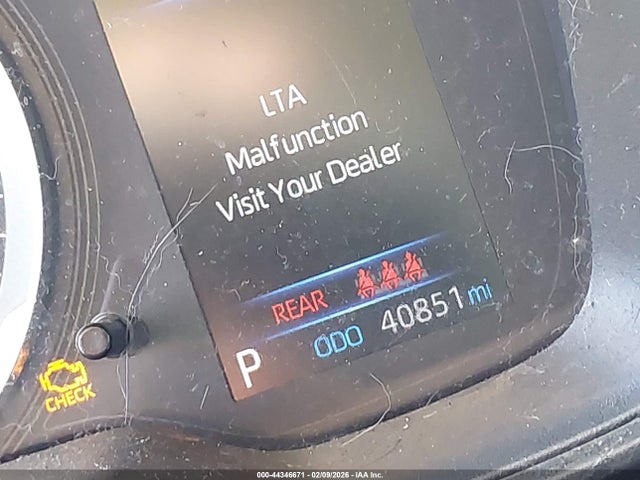 LTA
Malfunction
Visit Your Dealer
REAR
P ODO 40851 mi
CHECK
000-44346671 - 02/09/2026 - IAA Inc.